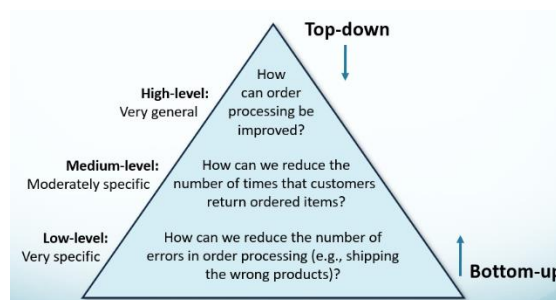 Top-down
How
can order
processing be
improved?
High-level:
Very general
How can we reduce the
number of times that customers
return ordered items?
Medium-level:
Moderately specific
How can we reduce the number of
errors in order processing (e.g., shipping
the wrong products)?
Low-level:
Very specific
Bottom-up